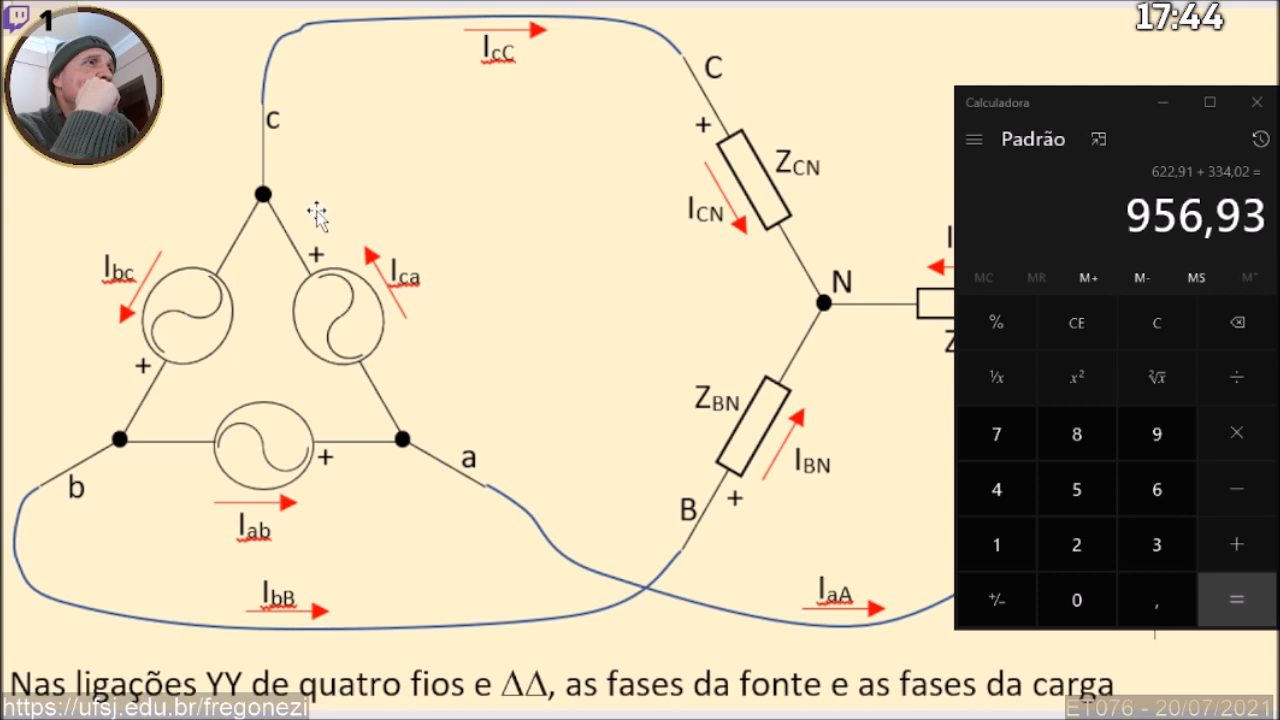 1
17:44
IcC
c
C
+
ZCN
ICN
Ibc
+
Ica
N
I
+
ZBN
Z
+
a
IBN
b
B
+
Iab
IbB
IaA
Calculadora
Padrão
622,91 + 334,02 =
956,93
MC MR M+ M- MS M˅
% CE C
¹/x x² ²√x ÷
7 8 9 ×
4 5 6 −
1 2 3 +
+/- 0 , =
Nas ligações YY de quatro fios e ΔΔ, as fases da fonte e as fases da carga
https://ufsj.edu.br/fregonezi
ET076 - 20/07/2021